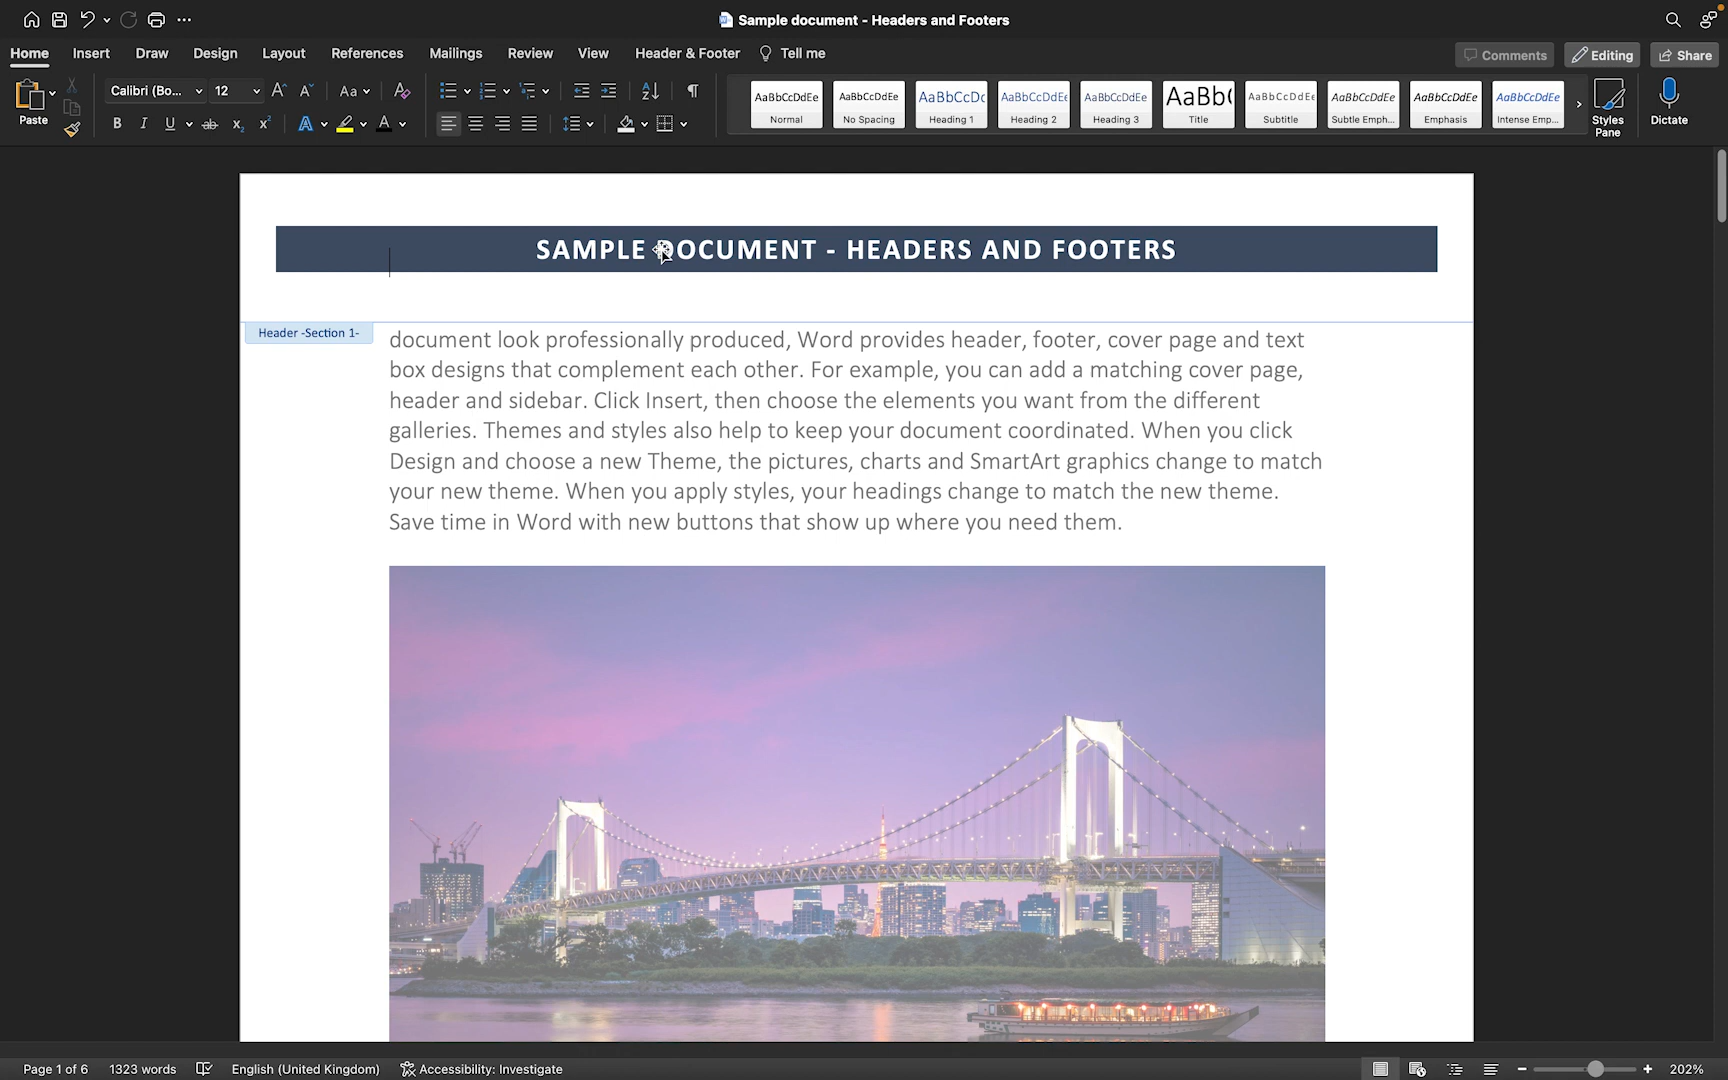 Sample document - Headers and Footers
Home Insert Draw Design Layout References Mailings Review View Header & Footer Tell me
Comments Editing Share
Paste
Calibri (Bo... 12
Aa
B I U ab x₂ x²
A A
AaBbCcDdEe Normal
AaBbCcDdEe No Spacing
AaBbCcDc Heading 1
AaBbCcDdEe Heading 2
AaBbCcDdEe Heading 3
AaBb( Title
AaBbCcDdEe Subtitle
AaBbCcDdEe Subtle Emph...
AaBbCcDdEe Emphasis
AaBbCcDdEe Intense Emp...
Styles Pane
Dictate
SAMPLE DOCUMENT - HEADERS AND FOOTERS
Header -Section 1-
document look professionally produced, Word provides header, footer, cover page and text
box designs that complement each other. For example, you can add a matching cover page,
header and sidebar. Click Insert, then choose the elements you want from the different
galleries. Themes and styles also help to keep your document coordinated. When you click
Design and choose a new Theme, the pictures, charts and SmartArt graphics change to match
your new theme. When you apply styles, your headings change to match the new theme.
Save time in Word with new buttons that show up where you need them.
Page 1 of 6 1323 words English (United Kingdom) Accessibility: Investigate 202%